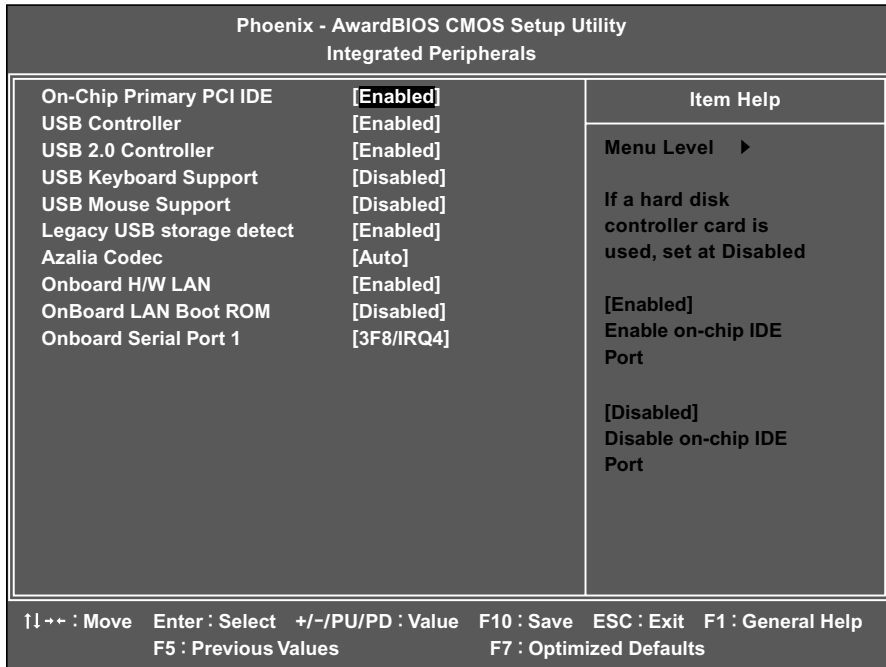 Phoenix - AwardBIOS CMOS Setup Utility
Integrated Peripherals
On-Chip Primary PCI IDE [Enabled]
USB Controller [Enabled]
USB 2.0 Controller [Enabled]
USB Keyboard Support [Disabled]
USB Mouse Support [Disabled]
Legacy USB storage detect [Enabled]
Azalia Codec [Auto]
Onboard H/W LAN [Enabled]
OnBoard LAN Boot ROM [Disabled]
Onboard Serial Port 1 [3F8/IRQ4]
Item Help
Menu Level ▶
If a hard disk
controller card is
used, set at Disabled
[Enabled]
Enable on-chip IDE
Port
[Disabled]
Disable on-chip IDE
Port
↑↓→← : Move Enter : Select +/-/PU/PD : Value F10 : Save ESC : Exit F1 : General Help
F5 : Previous Values F7 : Optimized Defaults